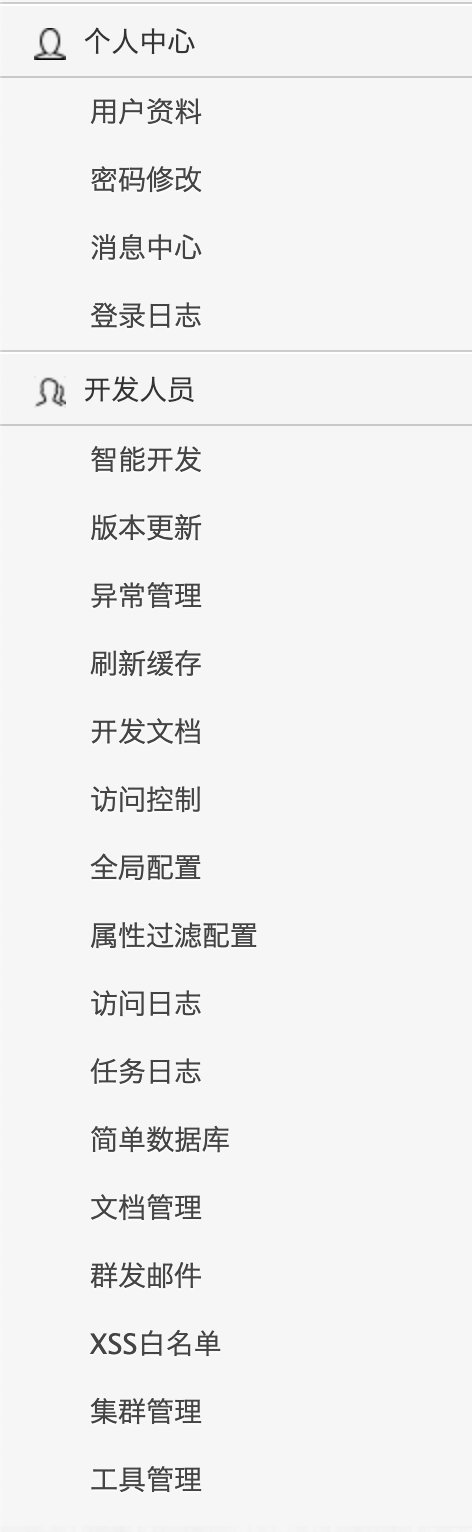 个人中心
用户资料
密码修改
消息中心
登录日志
开发人员
智能开发
版本更新
异常管理
刷新缓存
开发文档
访问控制
全局配置
属性过滤配置
访问日志
任务日志
简单数据库
文档管理
群发邮件
XSS白名单
集群管理
工具管理